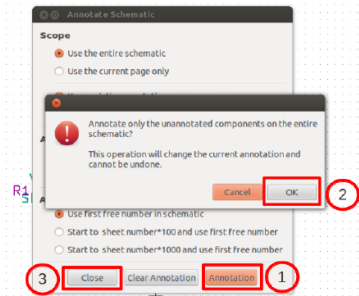 Annotate Schematic
Scope
Use the entire schematic
Use the current page only
Annotate only the unannotated components on the entire
schematic?
This operation will change the current annotation and
cannot be undone.
Cancel OK 2
R1
Use first free number in schematic
Start to sheet number*100 and use first free number
Start to sheet number*1000 and use first free number
3 Close Clear Annotation Annotation 1